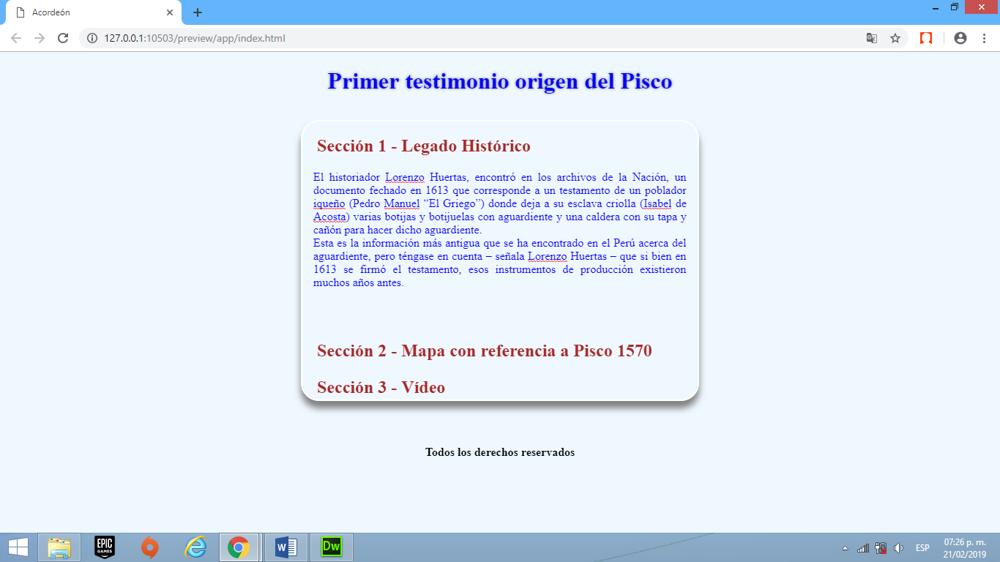 Acordeón
127.0.0.1:10503/preview/app/index.html
Primer testimonio origen del Pisco
Sección 1 - Legado Histórico
El historiador Lorenzo Huertas, encontró en los archivos de la Nación, un
documento fechado en 1613 que corresponde a un testamento de un poblador
iqueño (Pedro Manuel “El Griego”) donde deja a su esclava criolla (Isabel de
Acosta) varias botijas y botijuelas con aguardiente y una caldera con su tapa y
cañón para hacer dicho aguardiente.
Esta es la información más antigua que se ha encontrado en el Perú acerca del
aguardiente, pero téngase en cuenta – señala Lorenzo Huertas – que si bien en
1613 se firmó el testamento, esos instrumentos de producción existieron
muchos años antes.
Sección 2 - Mapa con referencia a Pisco 1570
Sección 3 - Vídeo
Todos los derechos reservados
EPIC
GAMES
W
Dw
ESP
07:26 p. m.
21/02/2019